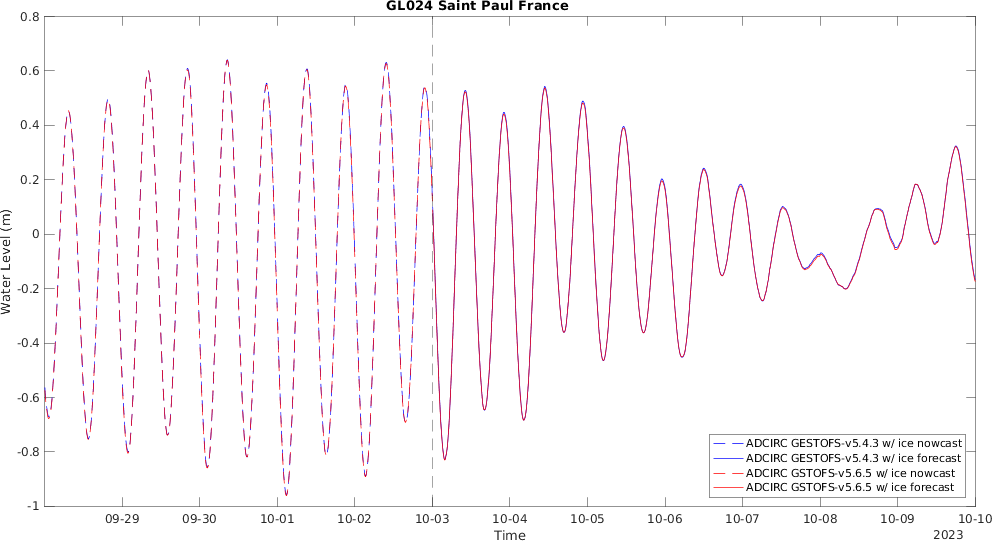 GL024 Saint Paul France
0.8
0.6
0.4
0.2
0
-0.2
-0.4
-0.6
-0.8
-1
Water Level (m)
ADCIRC GESTOFS-v5.4.3 w/ ice nowcast
ADCIRC GESTOFS-v5.4.3 w/ ice forecast
ADCIRC GSTOFS-v5.6.5 w/ ice nowcast
ADCIRC GSTOFS-v5.6.5 w/ ice forecast
09-29 09-30 10-01 10-02 10-03 10-04 10-05 10-06 10-07 10-08 10-09 10-10
Time
2023